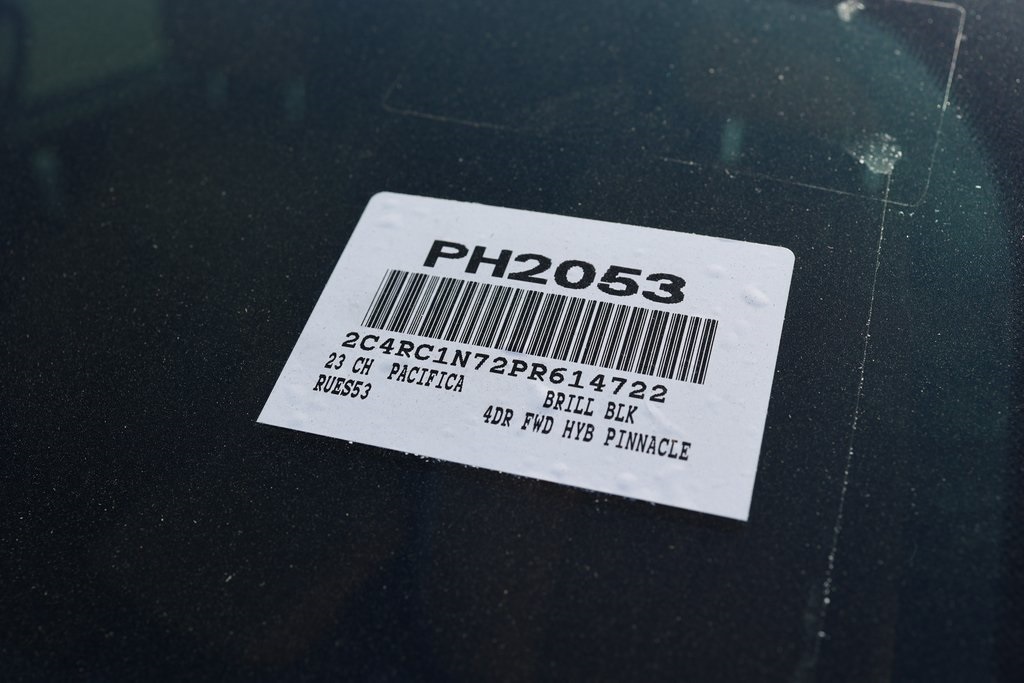 PH2053
2C4RC1N72PR614722
23 CH PACIFICA BRILL BLK
RUES53 4DR FWD HYB PINNACLE